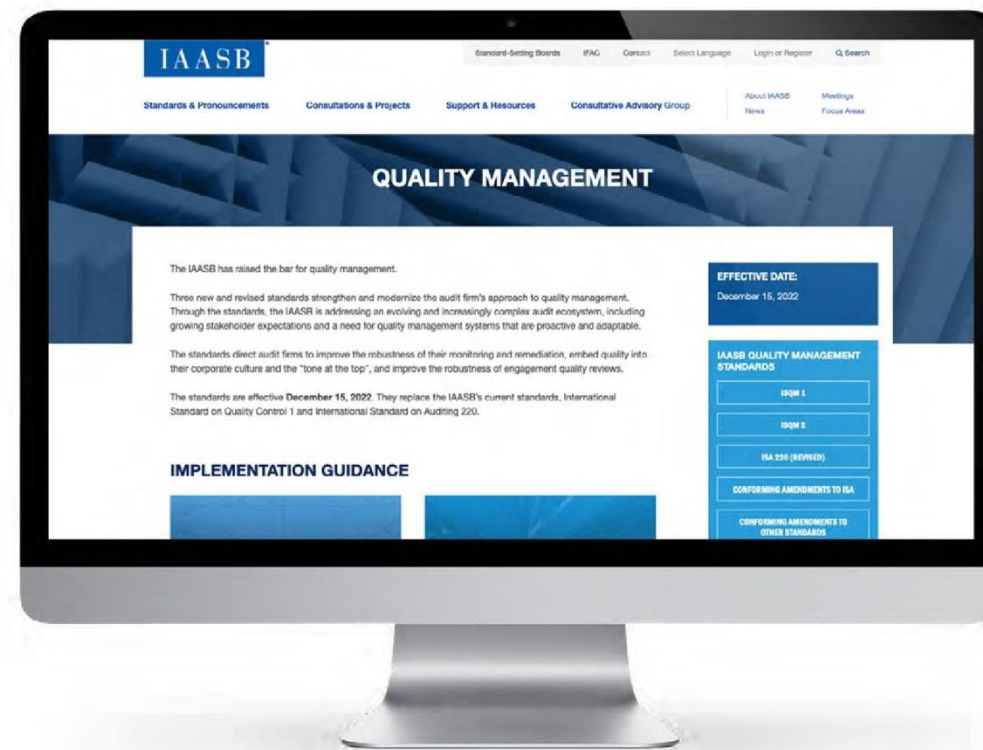 IAASB
Standard-Setting Boards IFAC Contact Select Language Login or Register Search
Standards & Pronouncements Consultations & Projects Support & Resources Consultative Advisory Group
About IAASB Meetings
News Focus Areas
QUALITY MANAGEMENT
The IAASB has raised the bar for quality management.
Three new and revised standards strengthen and modernize the audit firm's approach to quality management.
Through the standards, the IAASB is addressing an evolving and increasingly complex audit ecosystem, including
growing stakeholder expectations and a need for quality management systems that are proactive and adaptable.
The standards direct audit firms to improve the robustness of their monitoring and remediation, embed quality into
their corporate culture and the "tone at the top", and improve the robustness of engagement quality reviews.
The standards are effective December 15, 2022. They replace the IAASB's current standards, International
Standard on Quality Control 1 and International Standard on Auditing 220.
IMPLEMENTATION GUIDANCE
EFFECTIVE DATE:
December 15, 2022
IAASB QUALITY MANAGEMENT
STANDARDS
ISQM 1
ISQM 2
ISA 220 (REVISED)
CONFORMING AMENDMENTS TO ISA
CONFORMING AMENDMENTS TO
OTHER STANDARDS